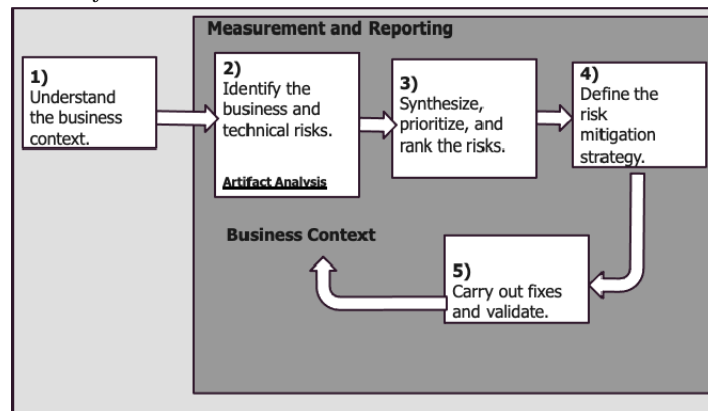 Measurement and Reporting
1)
Understand
the business
context.
2)
Identify the
business and
technical risks.
Artifact Analysis
3)
Synthesize,
prioritize, and
rank the risks.
4)
Define the
risk
mitigation
strategy.
Business Context
5)
Carry out fixes
and validate.